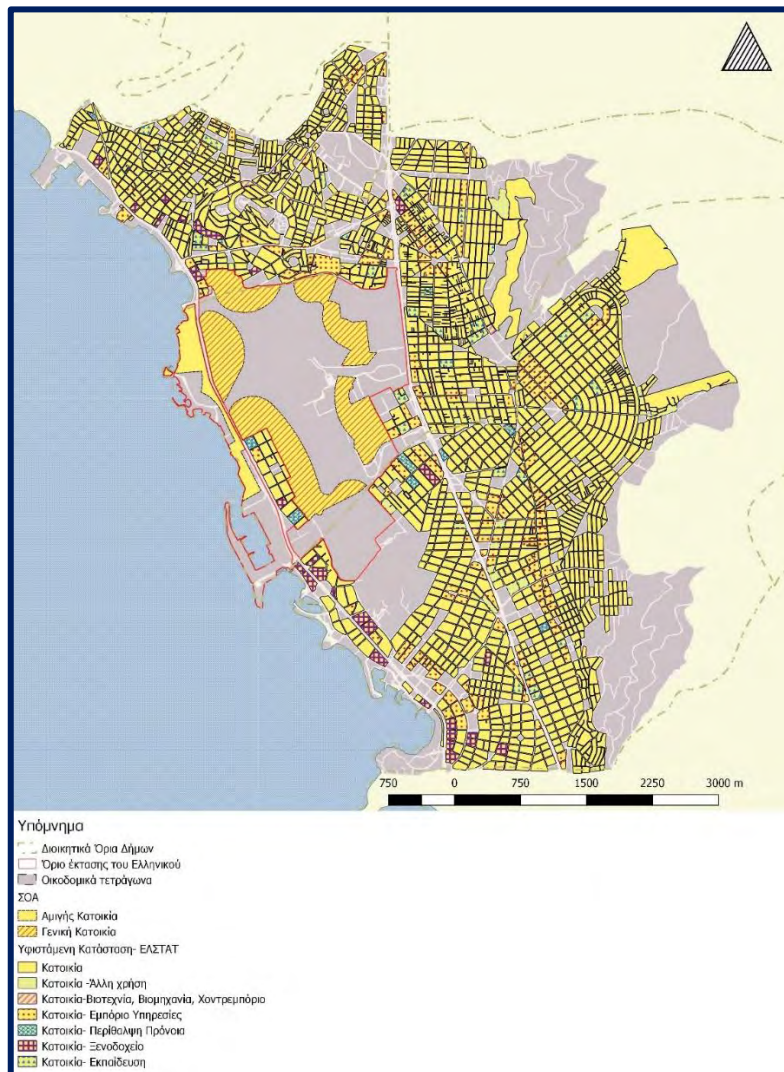 750 0 750 1500 2250 3000 m
Υπόμνημα
Διοικητικά Όρια Δήμων
Όριο έκτασης του Ελληνικού
Οικοδομικά τετράγωνα
ΣΟΑ
Αμιγής Κατοικία
Γενική Κατοικία
Υφιστάμενη Κατάσταση- ΕΛΣΤΑΤ
Κατοικία
Κατοικία -Άλλη χρήση
Κατοικία-Βιοτεχνία, Βιομηχανία, Χοντρεμπόριο
Κατοικία- Εμπόριο Υπηρεσίες
Κατοικία- Περίθαλψη Πρόνοια
Κατοικία- Ξενοδοχείο
Κατοικία- Εκπαίδευση